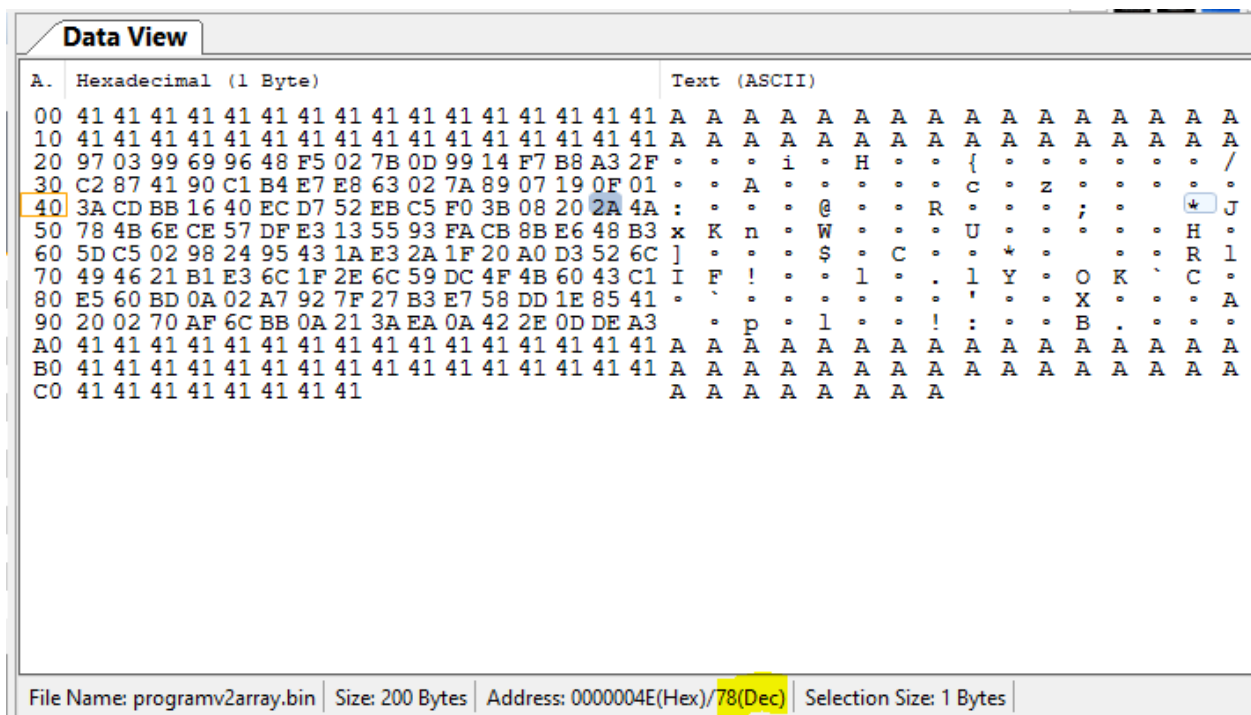 Data View
A. Hexadecimal (1 Byte) Text (ASCII)
00 41 41 41 41 41 41 41 41 41 41 41 41 41 41 41 41 A A A A A A A A A A A A A A A A
10 41 41 41 41 41 41 41 41 41 41 41 41 41 41 41 41 A A A A A A A A A A A A A A A A
20 97 03 99 69 96 48 F5 02 7B 0D 99 14 F7 B8 A3 2F ° ° ° i ° H ° ° { ° ° ° ° ° ° /
30 C2 87 41 90 C1 B4 E7 E8 63 02 7A 89 07 19 0F 01 ° ° A ° ° ° ° ° c ° z ° ° ° ° °
40 3A CD BB 16 40 EC D7 52 EB C5 F0 3B 08 20 2A 4A : ° ° ° @ ° ° R ° ° ° ; ° * J
50 78 4B 6E CE 57 DF E3 13 55 93 FA CB 8B E6 48 B3 x K n ° W ° ° ° U ° ° ° ° ° H °
60 5D C5 02 98 24 95 43 1A E3 2A 1F 20 A0 D3 52 6C ] ° ° ° $ ° C ° ° * ° ° ° R l
70 49 46 21 B1 E3 6C 1F 2E 6C 59 DC 4F 4B 60 43 C1 I F ! ° ° l ° . l Y ° O K ` C °
80 E5 60 BD 0A 02 A7 92 7F 27 B3 E7 58 DD 1E 85 41 ° ` ° ° ° ° ° ° ' ° ° X ° ° ° A
90 20 02 70 AF 6C BB 0A 21 3A EA 0A 42 2E 0D DE A3 ° p ° l ° ° ! : ° ° B . ° ° °
A0 41 41 41 41 41 41 41 41 41 41 41 41 41 41 41 41 A A A A A A A A A A A A A A A A
B0 41 41 41 41 41 41 41 41 41 41 41 41 41 41 41 41 A A A A A A A A A A A A A A A A
C0 41 41 41 41 41 41 41 41 A A A A A A A A
File Name: programv2array.bin Size: 200 Bytes Address: 0000004E(Hex)/78(Dec) Selection Size: 1 Bytes